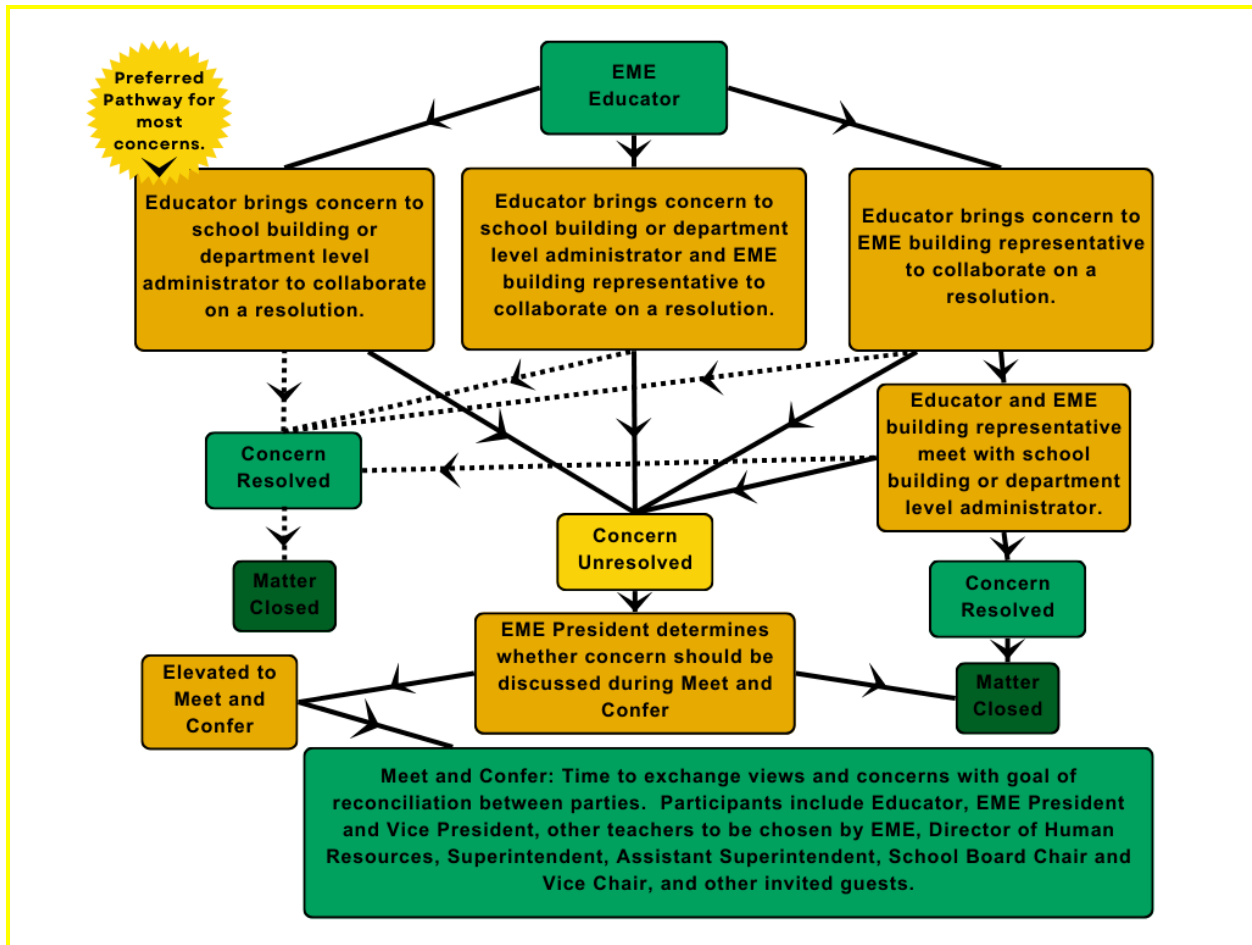 Preferred
Pathway for
most
concerns.
EME
Educator
Educator brings concern to
school building or
department level
administrator to collaborate
on a resolution.
Educator brings concern to
school building or department
level administrator and EME
building representative to
collaborate on a resolution.
Educator brings concern to
EME building representative
to collaborate on a
resolution.
Educator and EME
building representative
meet with school
building or department
level administrator.
Concern
Resolved
Concern
Unresolved
Matter
Closed
Concern
Resolved
EME President determines
whether concern should be
discussed during Meet and
Confer
Elevated to
Meet and
Confer
Matter
Closed
Meet and Confer: Time to exchange views and concerns with goal of
reconciliation between parties.  Participants include Educator, EME President
and Vice President, other teachers to be chosen by EME, Director of Human
Resources, Superintendent, Assistant Superintendent, School Board Chair and
Vice Chair, and other invited guests.